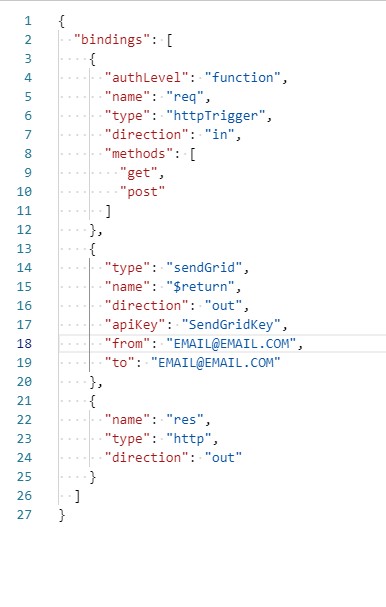 1 {
2   "bindings": [
3     {
4       "authLevel": "function",
5       "name": "req",
6       "type": "httpTrigger",
7       "direction": "in",
8       "methods": [
9         "get",
10         "post"
11       ]
12     },
13     {
14       "type": "sendGrid",
15       "name": "$return",
16       "direction": "out",
17       "apiKey": "SendGridKey",
18       "from": "EMAIL@EMAIL.COM",
19       "to": "EMAIL@EMAIL.COM"
20     },
21     {
22       "name": "res",
23       "type": "http",
24       "direction": "out"
25     }
26   ]
27 }